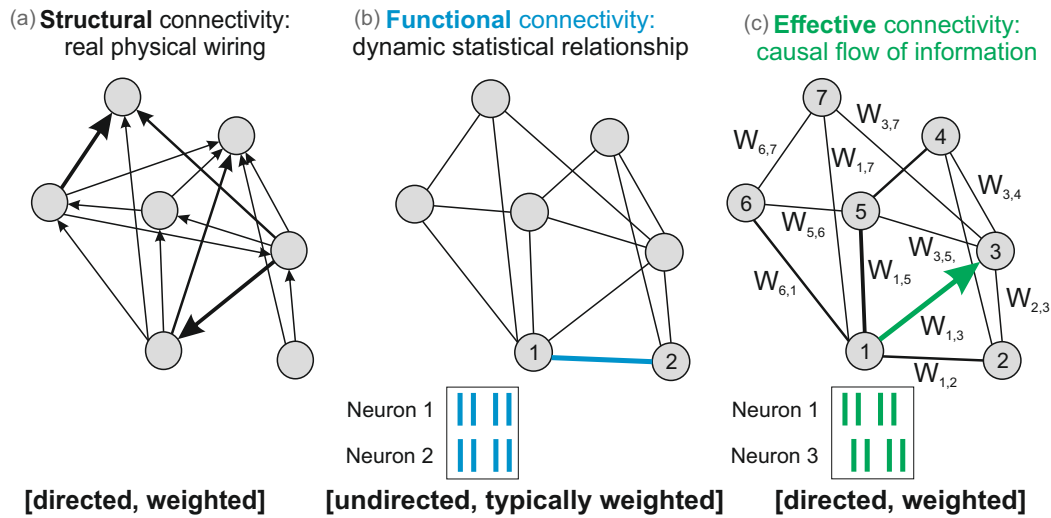 (a) Structural connectivity:
real physical wiring
(b) Functional connectivity:
dynamic statistical relationship
(c) Effective connectivity:
causal flow of information
1
2
Neuron 1
Neuron 2
7
4
6
5
3
1
2
W3,7
W6,7
W1,7
W3,4
W5,6
W3,5,
W6,1
W1,5
W2,3
W1,3
W1,2
Neuron 1
Neuron 3
[directed, weighted]
[undirected, typically weighted]
[directed, weighted]